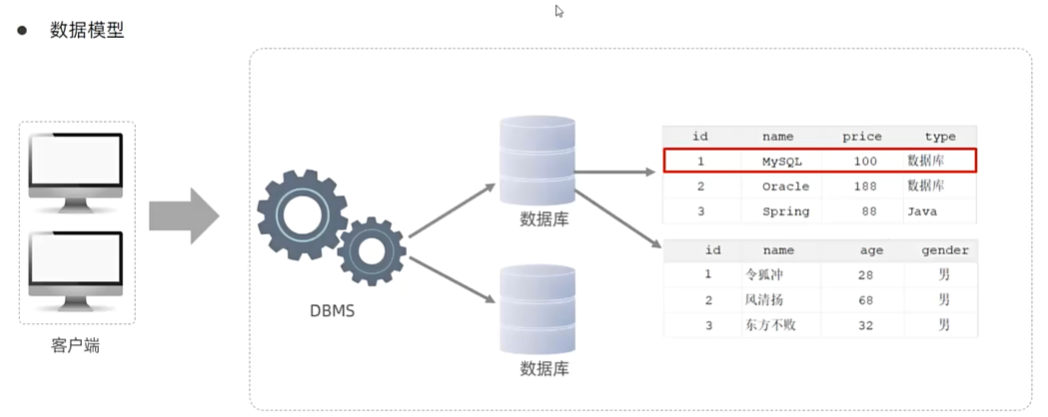 数据模型
客户端
DBMS
数据库
数据库
id name price type
1 MySQL 100 数据库
2 Oracle 188 数据库
3 Spring 88 Java
id name age gender
1 令狐冲 28 男
2 风清扬 68 男
3 东方不败 32 男